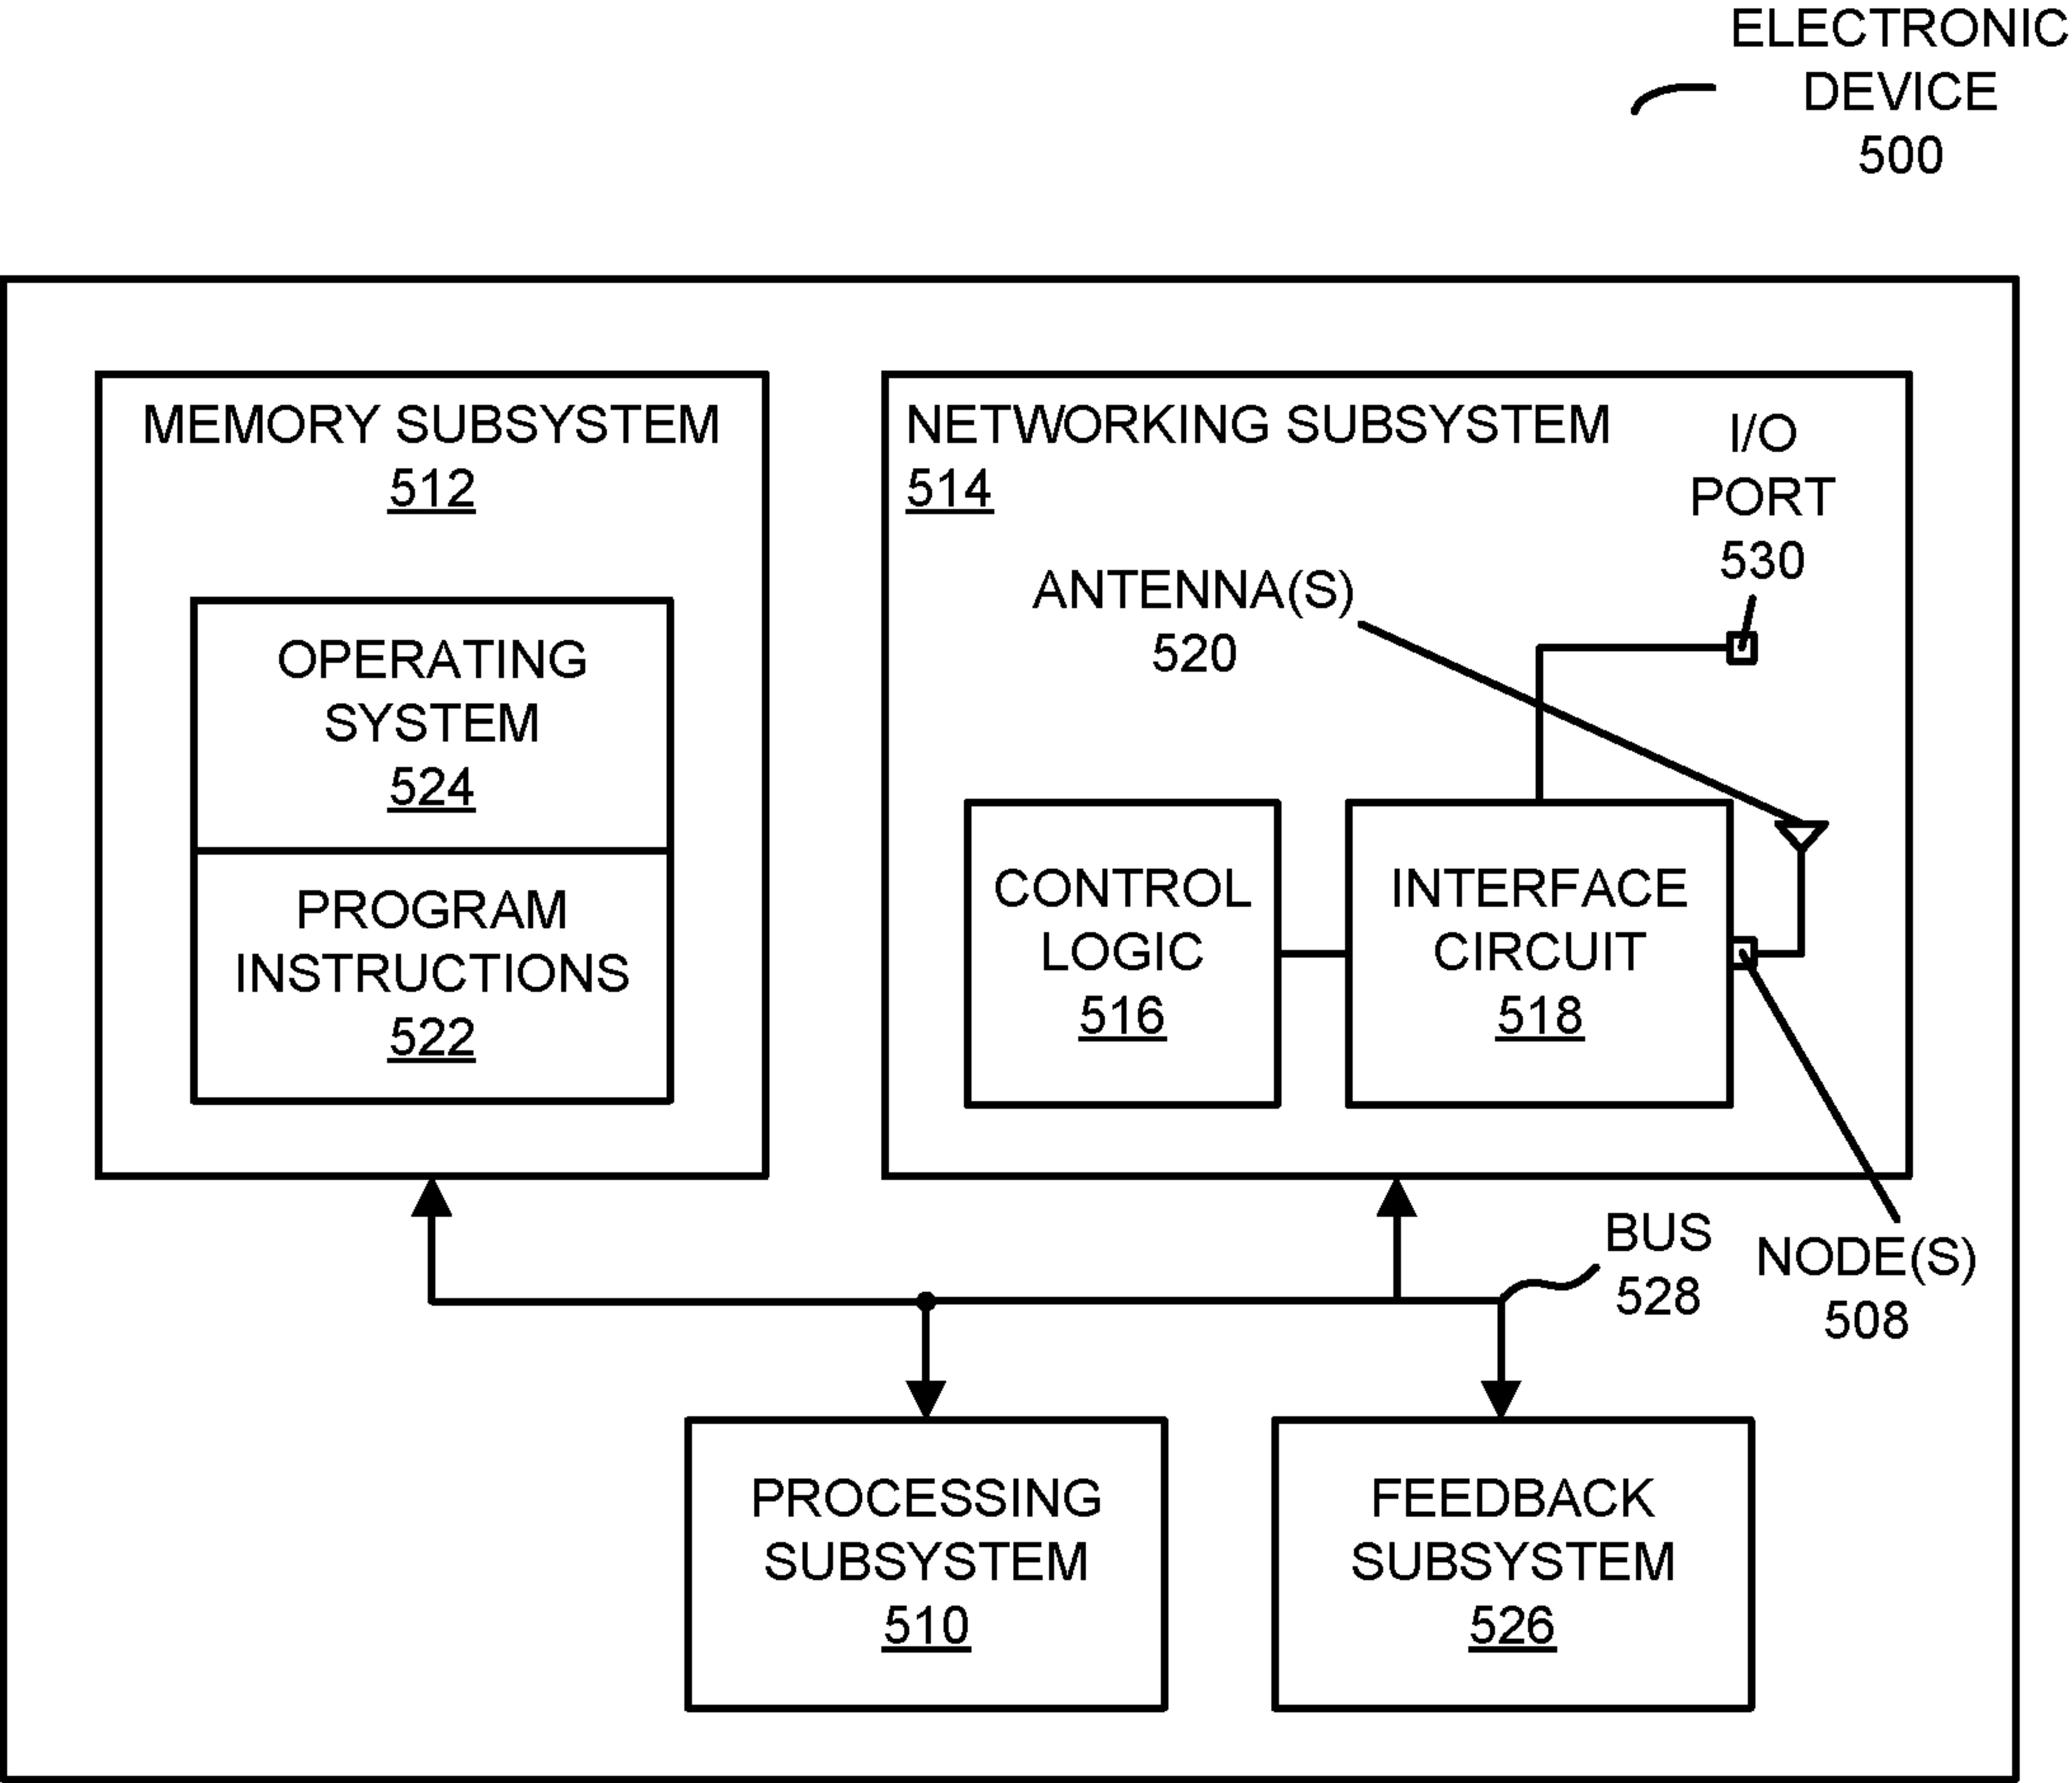 ELECTRONIC
DEVICE
500
MEMORY SUBSYSTEM
512
OPERATING
SYSTEM
524
PROGRAM
INSTRUCTIONS
522
NETWORKING SUBSYSTEM
514
I/O
PORT
530
ANTENNA(S)
520
CONTROL
LOGIC
516
INTERFACE
CIRCUIT
518
BUS
528
NODE(S)
508
PROCESSING
SUBSYSTEM
510
FEEDBACK
SUBSYSTEM
526